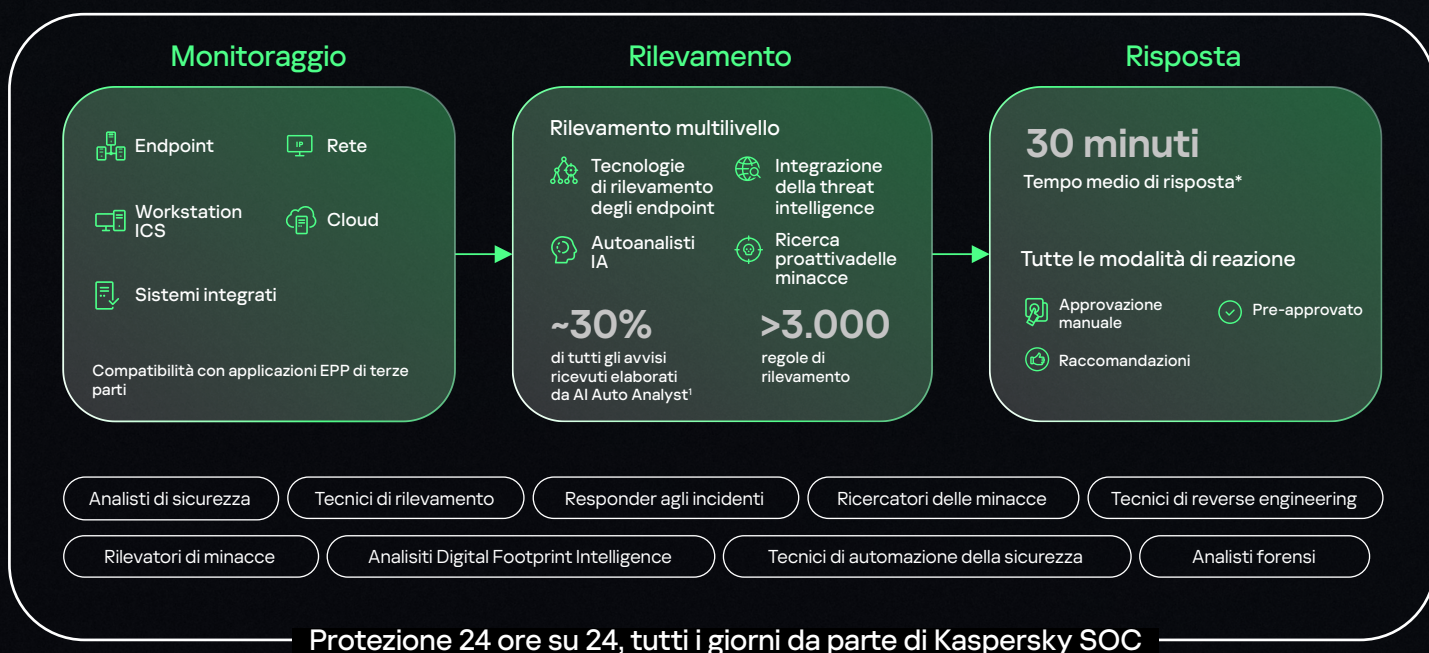 Monitoraggio
Endpoint
Rete
Workstation
ICS
Cloud
Sistemi integrati
Compatibilità con applicazioni EPP di terze
parti
Rilevamento
Rilevamento multilivello
Tecnologie
di rilevamento
degli endpoint
Integrazione
della threat
intelligence
Autoanalisti
IA
Ricerca
proattivadelle
minacce
~30%
di tutti gli avvisi
ricevuti elaborati
da AI Auto Analyst¹
>3.000
regole di
rilevamento
Risposta
30 minuti
Tempo medio di risposta*
Tutte le modalità di reazione
Approvazione
manuale
Pre-approvato
Raccomandazioni
Analisti di sicurezza
Tecnici di rilevamento
Responder agli incidenti
Ricercatori delle minacce
Tecnici di reverse engineering
Rilevatori di minacce
Analisiti Digital Footprint Intelligence
Tecnici di automazione della sicurezza
Analisti forensi
Protezione 24 ore su 24, tutti i giorni da parte di Kaspersky SOC
IP